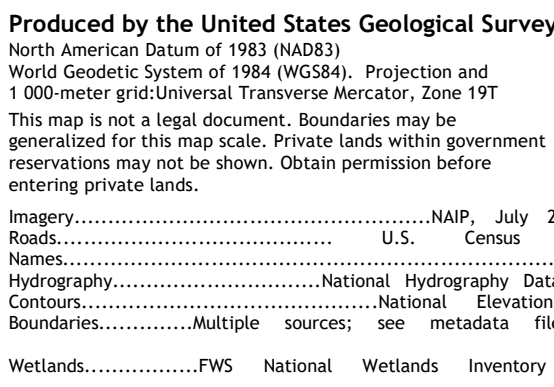 Produced by the United States Geological Survey
North American Datum of 1983 (NAD83)
World Geodetic System of 1984 (WGS84).  Projection and
1 000-meter grid:Universal Transverse Mercator, Zone 19T
This map is not a legal document. Boundaries may be
generalized for this map scale. Private lands within government
reservations may not be shown. Obtain permission before
entering private lands.
Imagery.................................................NAIP, July
Roads...................................... U.S. Census
Names....................................................................
Hydrography.............................National Hydrography
Contours.........................................National Elevation
Boundaries.............Multiple sources; see metadata
Wetlands................FWS National Wetlands Inventory